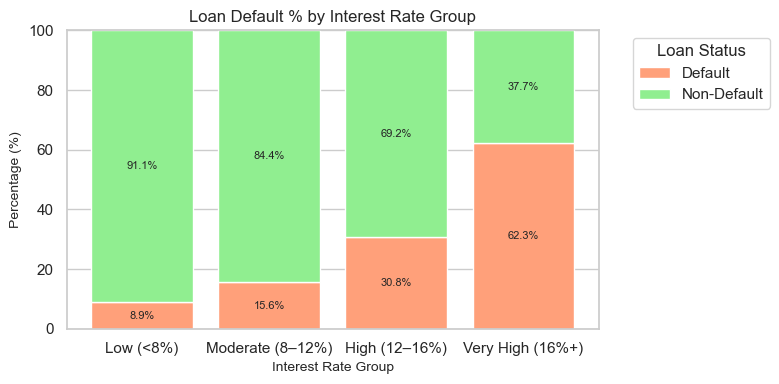 Loan Default % by Interest Rate Group
Loan Status
Default
Non-Default
Percentage (%)
100
80
60
40
20
0
91.1%
84.4%
69.2%
37.7%
8.9%
15.6%
30.8%
62.3%
Low (<8%)
Moderate (8–12%)
High (12–16%)
Very High (16%+)
Interest Rate Group